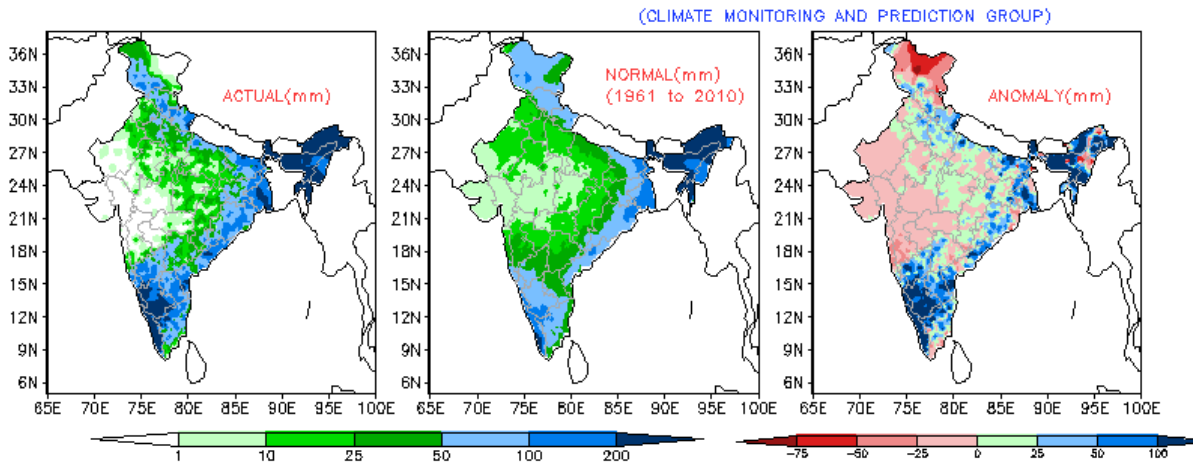 (CLIMATE MONITORING AND PREDICTION GROUP)
36N
33N
30N
27N
24N
21N
18N
15N
12N
9N
6N
ACTUAL(mm)
65E 70E 75E 80E 85E 90E 95E 100E
1 10 25 50 100 200
36N
33N
30N
27N
24N
21N
18N
15N
12N
9N
6N
NORMAL(mm)
(1961 to 2010)
65E 70E 75E 80E 85E 90E 95E 100E
36N
33N
30N
27N
24N
21N
18N
15N
12N
9N
6N
ANOMALY(mm)
65E 70E 75E 80E 85E 90E 95E 100E
-75 -50 -25 0 25 50 100